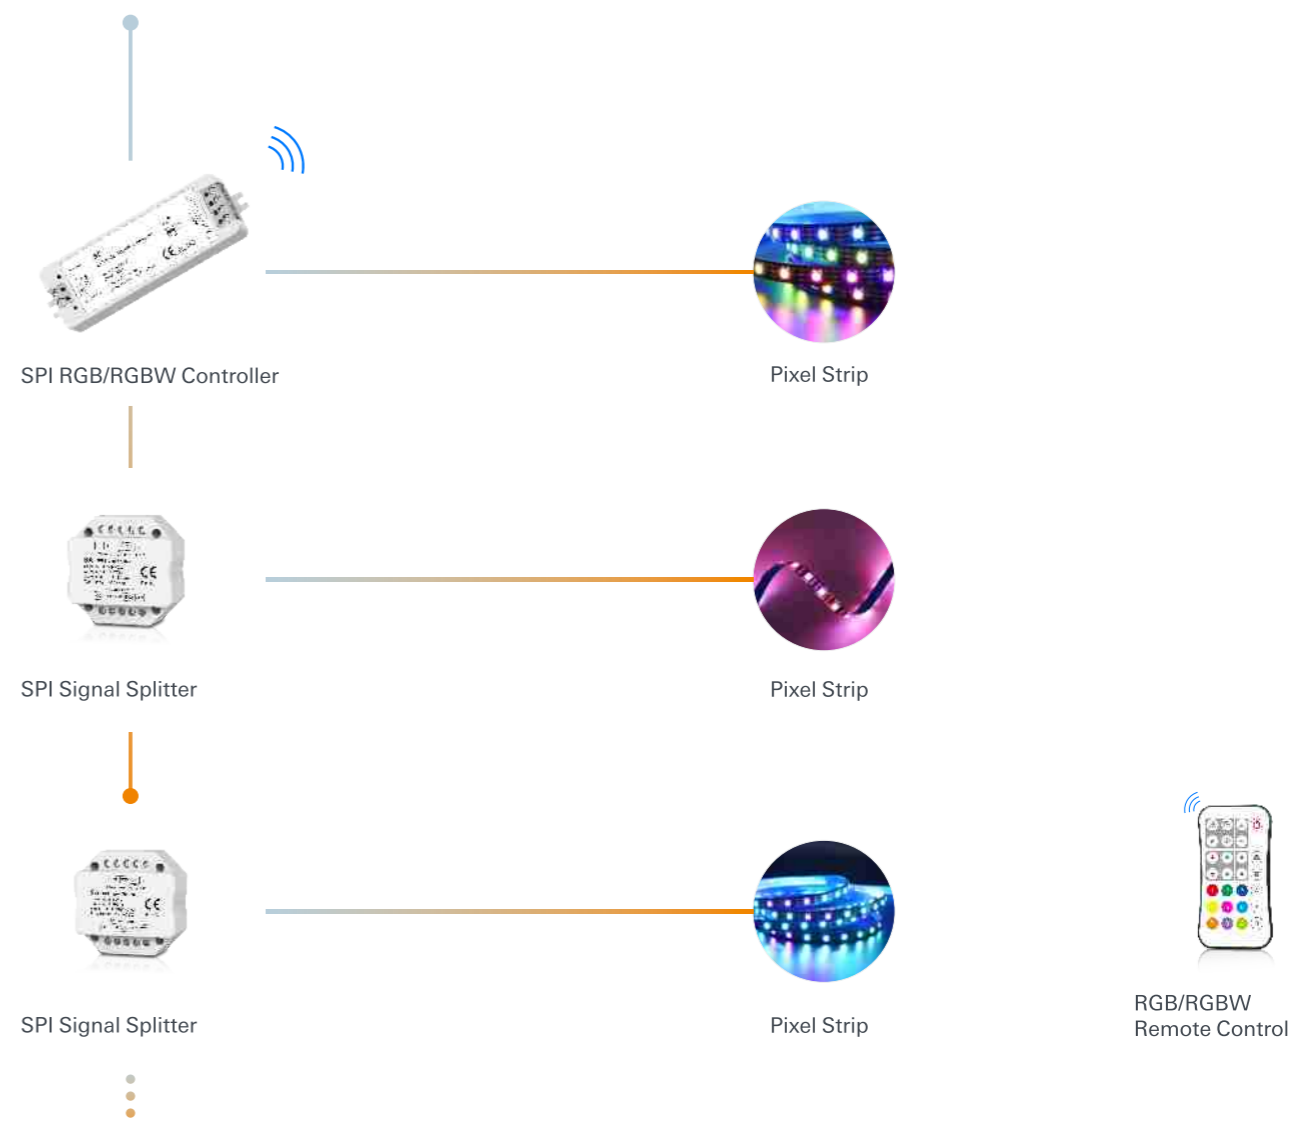 SPI RGB/RGBW Controller
Pixel Strip
SPI Signal Splitter
Pixel Strip
SPI Signal Splitter
Pixel Strip
RGB/RGBW
Remote Control